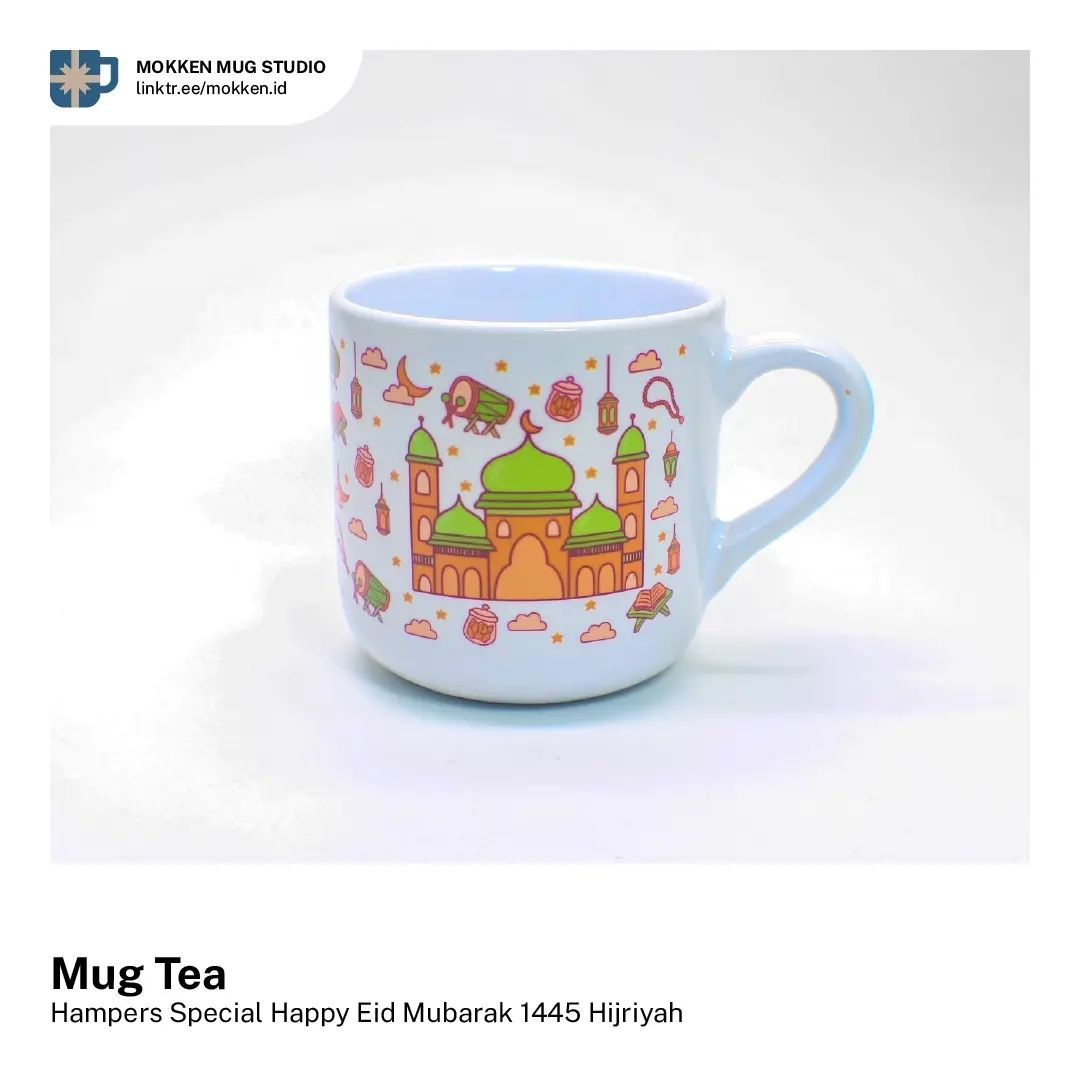 MOKKEN MUG STUDIO
linktr.ee/mokken.id
Mug Tea
Hampers Special Happy Eid Mubarak 1445 Hijriyah